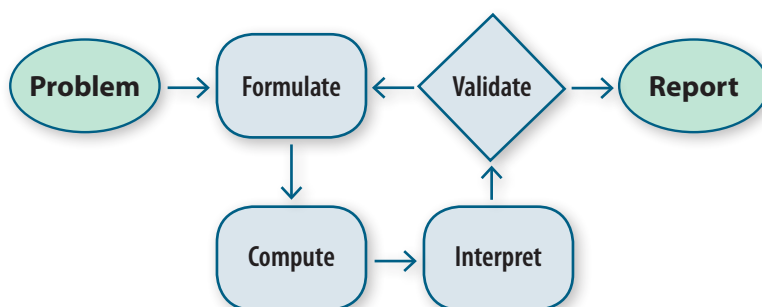 Problem
Formulate
Validate
Report
Compute
Interpret